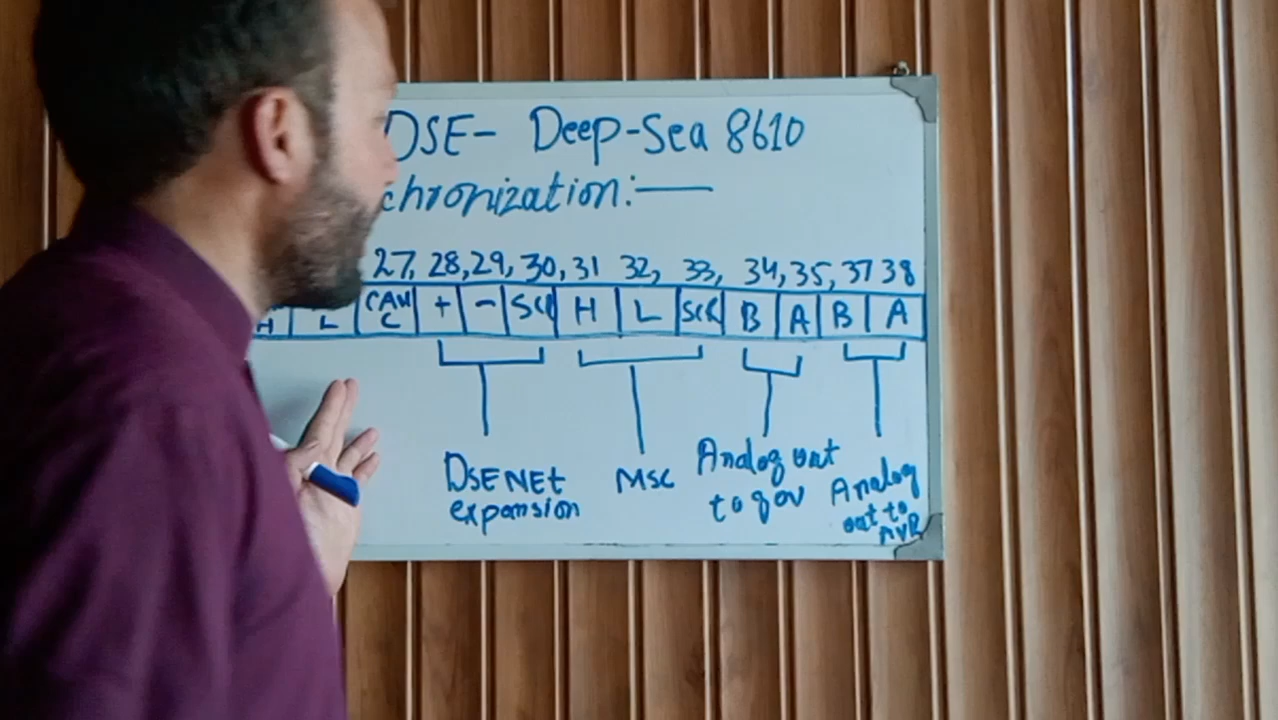 DSE- Deep-Sea 8610
chronization:-
27, 28, 29, 30, 31 32, 33, 34, 35, 37 38
H L CAN C + - SCR H L SCR B A B A
DSENEt expansion
MSC
Analog out to gov
Analog out to AVR